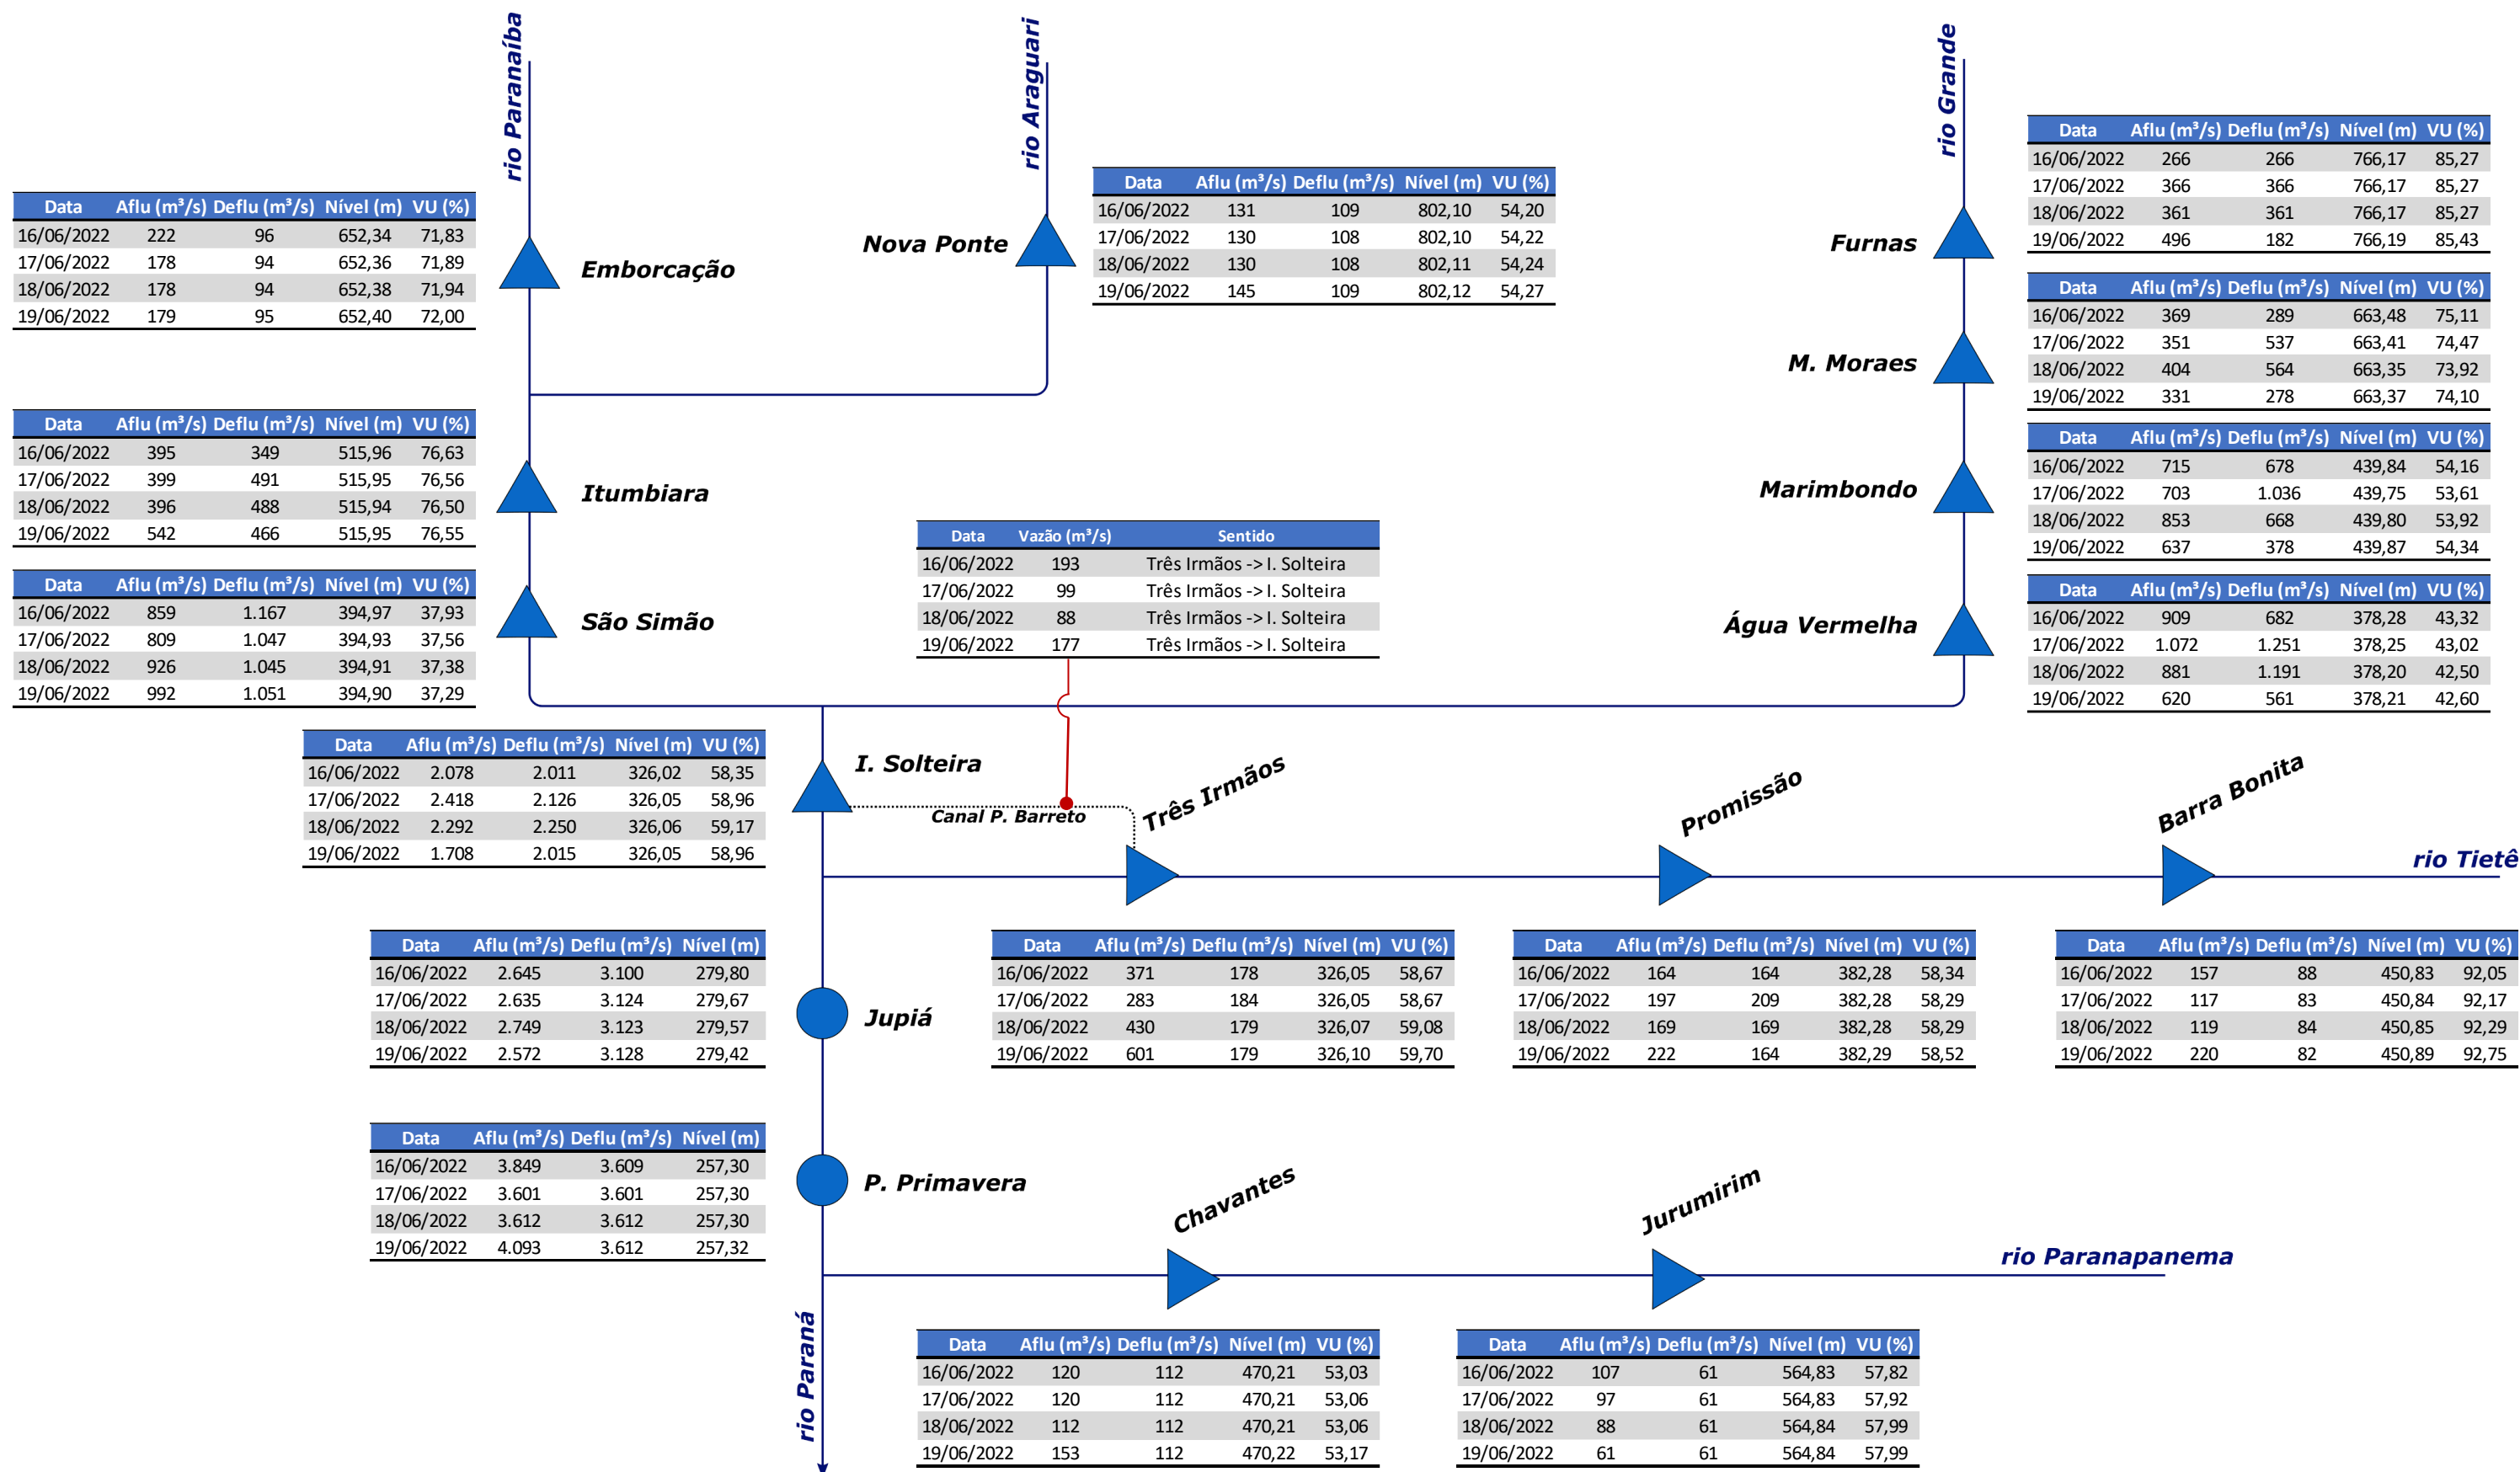 rio Paranaíba
rio Araguari
rio Grande
Data Aflu (m³/s) Deflu (m³/s) Nível (m) VU (%)
16/06/2022 222 96 652,34 71,83
17/06/2022 178 94 652,36 71,89
18/06/2022 178 94 652,38 71,94
19/06/2022 179 95 652,40 72,00
Emborcação
Nova Ponte
Data Aflu (m³/s) Deflu (m³/s) Nível (m) VU (%)
16/06/2022 131 109 802,10 54,20
17/06/2022 130 108 802,10 54,22
18/06/2022 130 108 802,11 54,24
19/06/2022 145 109 802,12 54,27
Furnas
Data Aflu (m³/s) Deflu (m³/s) Nível (m) VU (%)
16/06/2022 266 266 766,17 85,27
17/06/2022 366 366 766,17 85,27
18/06/2022 361 361 766,17 85,27
19/06/2022 496 182 766,19 85,43
M. Moraes
Data Aflu (m³/s) Deflu (m³/s) Nível (m) VU (%)
16/06/2022 369 289 663,48 75,11
17/06/2022 351 537 663,41 74,47
18/06/2022 404 564 663,35 73,92
19/06/2022 331 278 663,37 74,10
Data Aflu (m³/s) Deflu (m³/s) Nível (m) VU (%)
16/06/2022 395 349 515,96 76,63
17/06/2022 399 491 515,95 76,56
18/06/2022 396 488 515,94 76,50
19/06/2022 542 466 515,95 76,55
Itumbiara
Marimbondo
Data Aflu (m³/s) Deflu (m³/s) Nível (m) VU (%)
16/06/2022 715 678 439,84 54,16
17/06/2022 703 1.036 439,75 53,61
18/06/2022 853 668 439,80 53,92
19/06/2022 637 378 439,87 54,34
Data Vazão (m³/s) Sentido
16/06/2022 193 Três Irmãos -> I. Solteira
17/06/2022 99 Três Irmãos -> I. Solteira
18/06/2022 88 Três Irmãos -> I. Solteira
19/06/2022 177 Três Irmãos -> I. Solteira
Data Aflu (m³/s) Deflu (m³/s) Nível (m) VU (%)
16/06/2022 859 1.167 394,97 37,93
17/06/2022 809 1.047 394,93 37,56
18/06/2022 926 1.045 394,91 37,38
19/06/2022 992 1.051 394,90 37,29
São Simão
Água Vermelha
Data Aflu (m³/s) Deflu (m³/s) Nível (m) VU (%)
16/06/2022 909 682 378,28 43,32
17/06/2022 1.072 1.251 378,25 43,02
18/06/2022 881 1.191 378,20 42,50
19/06/2022 620 561 378,21 42,60
Data Aflu (m³/s) Deflu (m³/s) Nível (m) VU (%)
16/06/2022 2.078 2.011 326,02 58,35
17/06/2022 2.418 2.126 326,05 58,96
18/06/2022 2.292 2.250 326,06 59,17
19/06/2022 1.708 2.015 326,05 58,96
I. Solteira
Canal P. Barreto
Três Irmãos
Promissão
Barra Bonita
rio Tietê
Data Aflu (m³/s) Deflu (m³/s) Nível (m)
16/06/2022 2.645 3.100 279,80
17/06/2022 2.635 3.124 279,67
18/06/2022 2.749 3.123 279,57
19/06/2022 2.572 3.128 279,42
Jupiá
Data Aflu (m³/s) Deflu (m³/s) Nível (m) VU (%)
16/06/2022 371 178 326,05 58,67
17/06/2022 283 184 326,05 58,67
18/06/2022 430 179 326,07 59,08
19/06/2022 601 179 326,10 59,70
Data Aflu (m³/s) Deflu (m³/s) Nível (m) VU (%)
16/06/2022 164 164 382,28 58,34
17/06/2022 197 209 382,28 58,29
18/06/2022 169 169 382,28 58,29
19/06/2022 222 164 382,29 58,52
Data Aflu (m³/s) Deflu (m³/s) Nível (m) VU (%)
16/06/2022 157 88 450,83 92,05
17/06/2022 117 83 450,84 92,17
18/06/2022 119 84 450,85 92,29
19/06/2022 220 82 450,89 92,75
Data Aflu (m³/s) Deflu (m³/s) Nível (m)
16/06/2022 3.849 3.609 257,30
17/06/2022 3.601 3.601 257,30
18/06/2022 3.612 3.612 257,30
19/06/2022 4.093 3.612 257,32
P. Primavera
Chavantes
Jurumirim
rio Paranapanema
rio Paraná
Data Aflu (m³/s) Deflu (m³/s) Nível (m) VU (%)
16/06/2022 120 112 470,21 53,03
17/06/2022 120 112 470,21 53,06
18/06/2022 112 112 470,21 53,06
19/06/2022 153 112 470,22 53,17
Data Aflu (m³/s) Deflu (m³/s) Nível (m) VU (%)
16/06/2022 107 61 564,83 57,82
17/06/2022 97 61 564,83 57,92
18/06/2022 88 61 564,84 57,99
19/06/2022 61 61 564,84 57,99